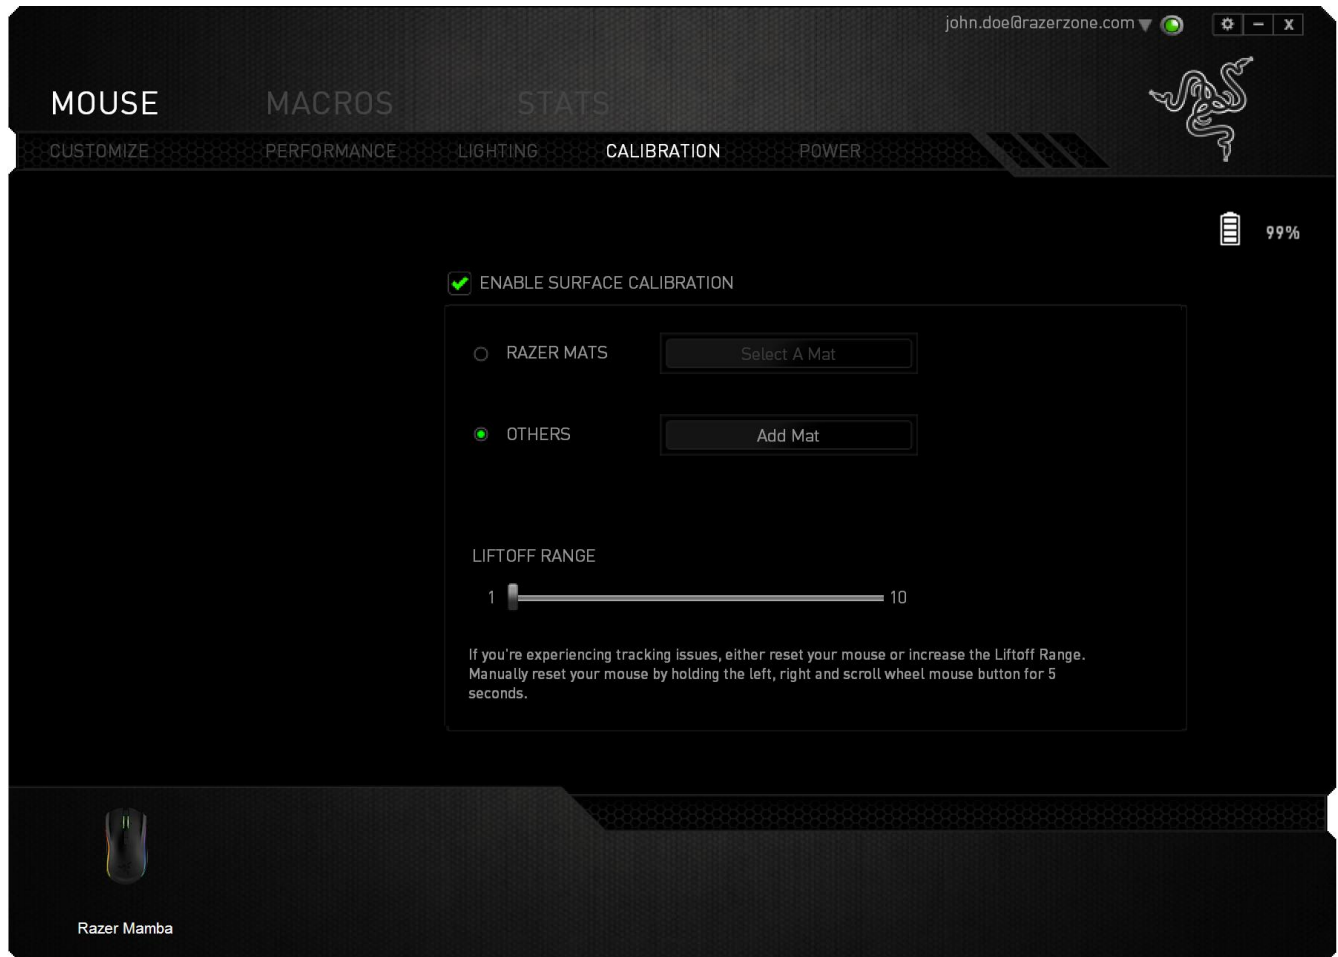 john.doe@razerzone.com
X
MOUSE MACROS STATS
CUSTOMIZE PERFORMANCE LIGHTING CALIBRATION POWER
99%
ENABLE SURFACE CALIBRATION
RAZER MATS Select A Mat
OTHERS Add Mat
LIFTOFF RANGE
1 10
If you're experiencing tracking issues, either reset your mouse or increase the Liftoff Range.
Manually reset your mouse by holding the left, right and scroll wheel mouse button for 5
seconds.
Razer Mamba